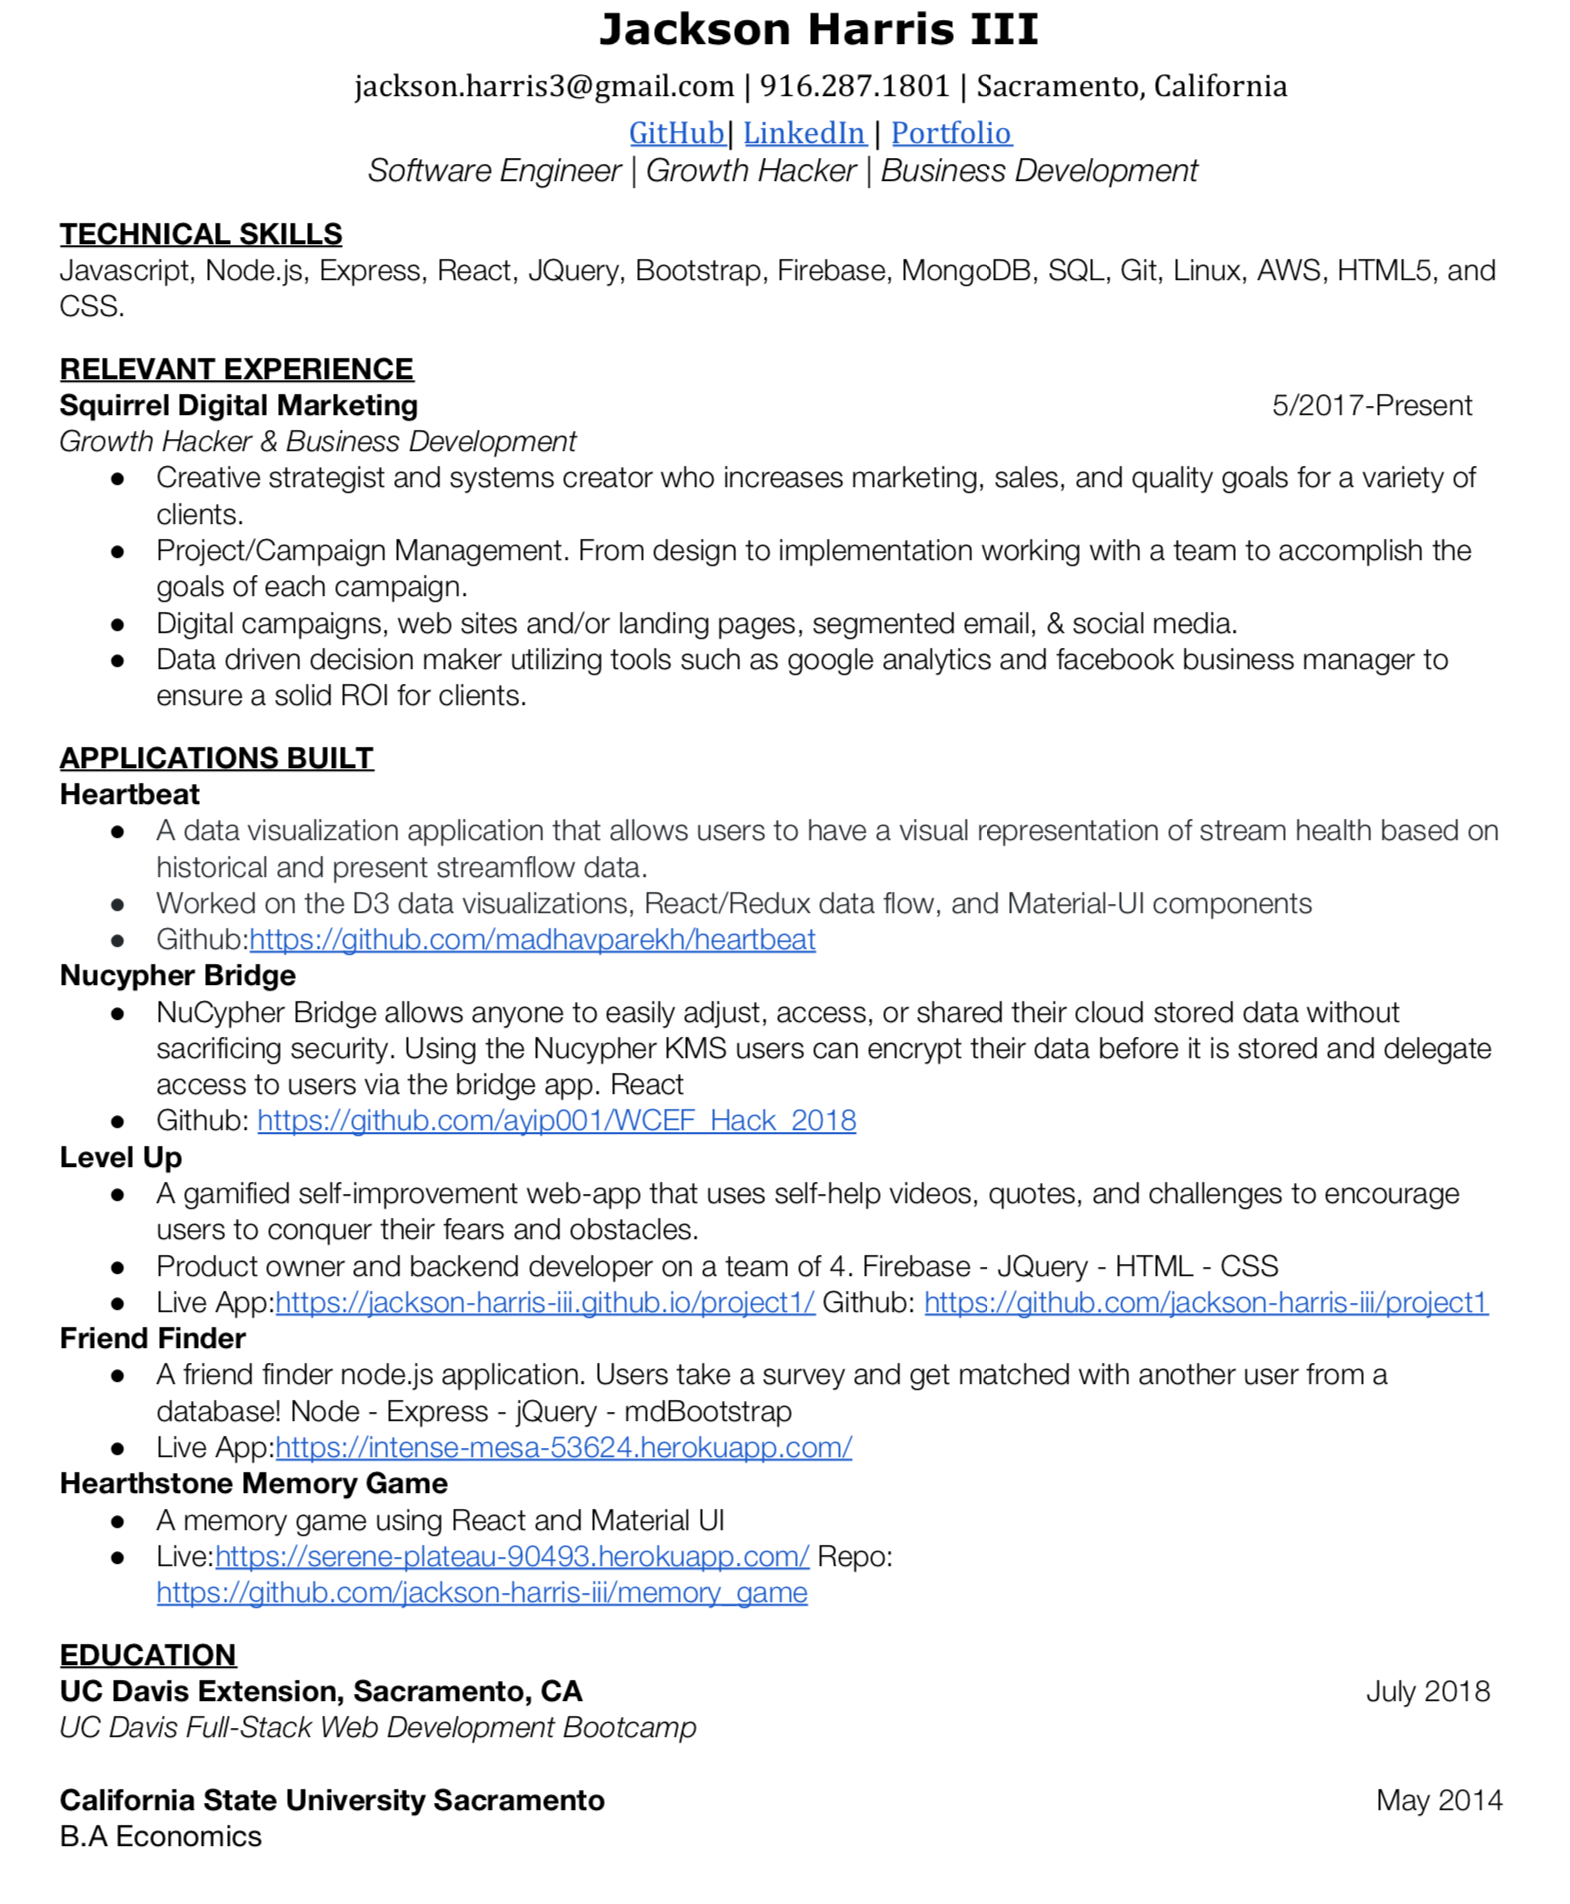 Jackson Harris III
jackson.harris3@gmail.com | 916.287.1801 | Sacramento, California
GitHub| LinkedIn | Portfolio
Software Engineer | Growth Hacker | Business Development
TECHNICAL SKILLS
Javascript, Node.js, Express, React, JQuery, Bootstrap, Firebase, MongoDB, SQL, Git, Linux, AWS, HTML5, and
CSS.
RELEVANT EXPERIENCE
Squirrel Digital Marketing 5/2017-Present
Growth Hacker & Business Development
● Creative strategist and systems creator who increases marketing, sales, and quality goals for a variety of
clients.
● Project/Campaign Management. From design to implementation working with a team to accomplish the
goals of each campaign.
● Digital campaigns, web sites and/or landing pages, segmented email, & social media.
● Data driven decision maker utilizing tools such as google analytics and facebook business manager to
ensure a solid ROI for clients.
APPLICATIONS BUILT
Heartbeat
● A data visualization application that allows users to have a visual representation of stream health based on
historical and present streamflow data.
● Worked on the D3 data visualizations, React/Redux data flow, and Material-UI components
● Github:https://github.com/madhavparekh/heartbeat
Nucypher Bridge
● NuCypher Bridge allows anyone to easily adjust, access, or shared their cloud stored data without
sacrificing security. Using the Nucypher KMS users can encrypt their data before it is stored and delegate
access to users via the bridge app. React
● Github: https://github.com/ayip001/WCEF_Hack_2018
Level Up
● A gamified self-improvement web-app that uses self-help videos, quotes, and challenges to encourage
users to conquer their fears and obstacles.
● Product owner and backend developer on a team of 4. Firebase - JQuery - HTML - CSS
● Live App:https://jackson-harris-iii.github.io/project1/ Github: https://github.com/jackson-harris-iii/project1
Friend Finder
● A friend finder node.js application. Users take a survey and get matched with another user from a
database! Node - Express - jQuery - mdBootstrap
● Live App:https://intense-mesa-53624.herokuapp.com/
Hearthstone Memory Game
● A memory game using React and Material UI
● Live:https://serene-plateau-90493.herokuapp.com/ Repo:
https://github.com/jackson-harris-iii/memory_game
EDUCATION
UC Davis Extension, Sacramento, CA July 2018
UC Davis Full-Stack Web Development Bootcamp
California State University Sacramento May 2014
B.A Economics